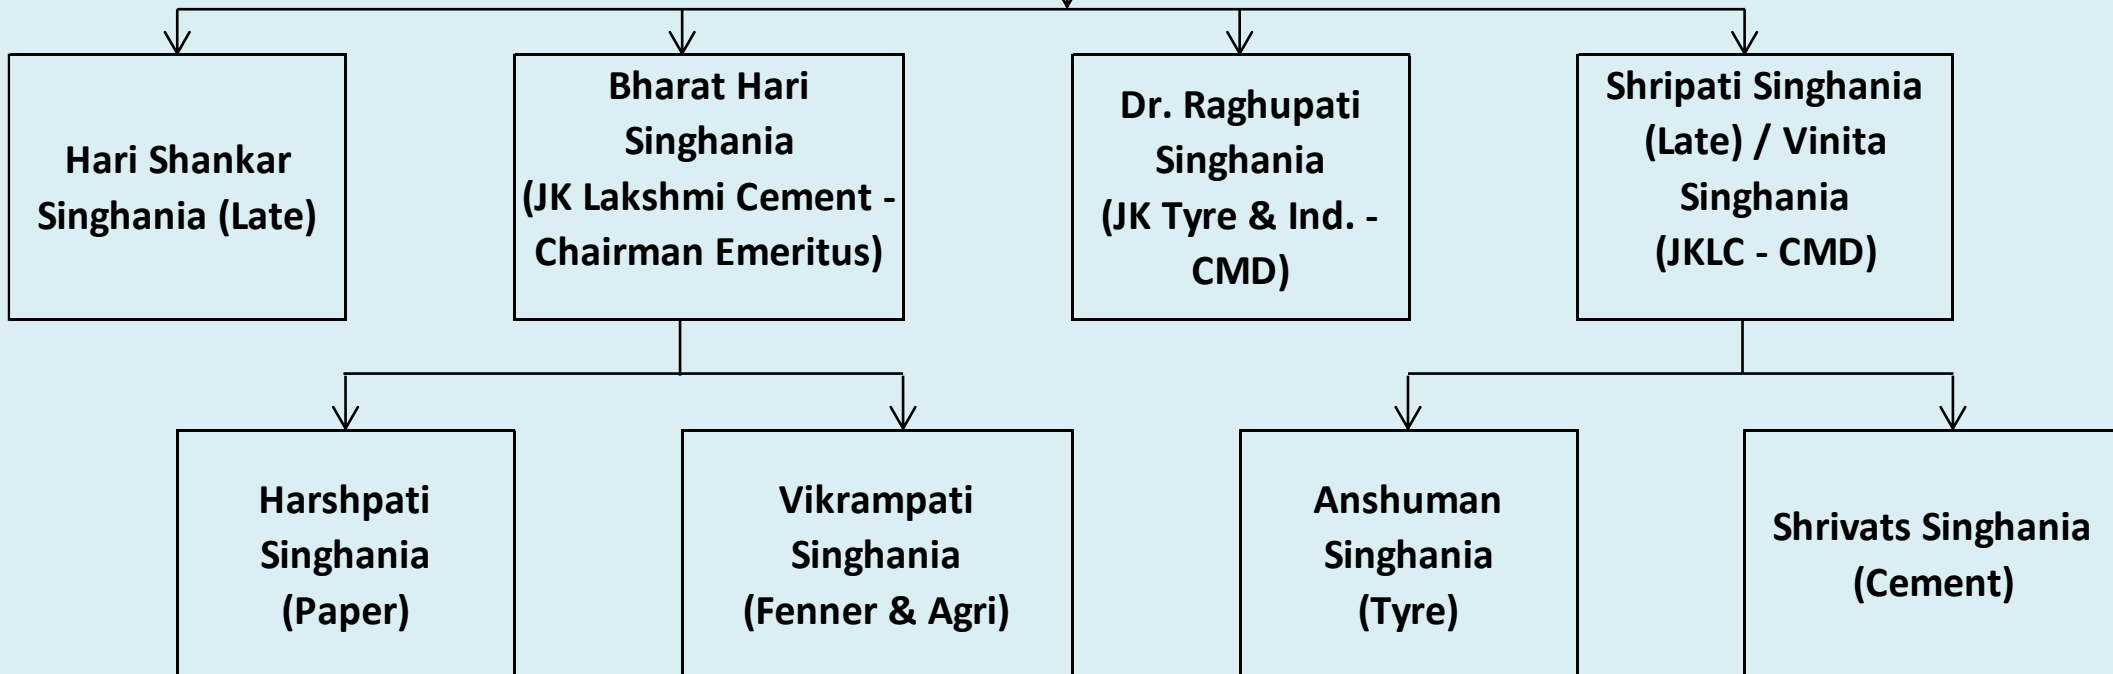 Hari Shankar
Singhania (Late)
Bharat Hari
Singhania
(JK Lakshmi Cement -
Chairman Emeritus)
Dr. Raghupati
Singhania
(JK Tyre & Ind. -
CMD)
Shripati Singhania
(Late) / Vinita
Singhania
(JKLC - CMD)
Harshpati
Singhania
(Paper)
Vikrampati
Singhania
(Fenner & Agri)
Anshuman
Singhania
(Tyre)
Shrivats Singhania
(Cement)